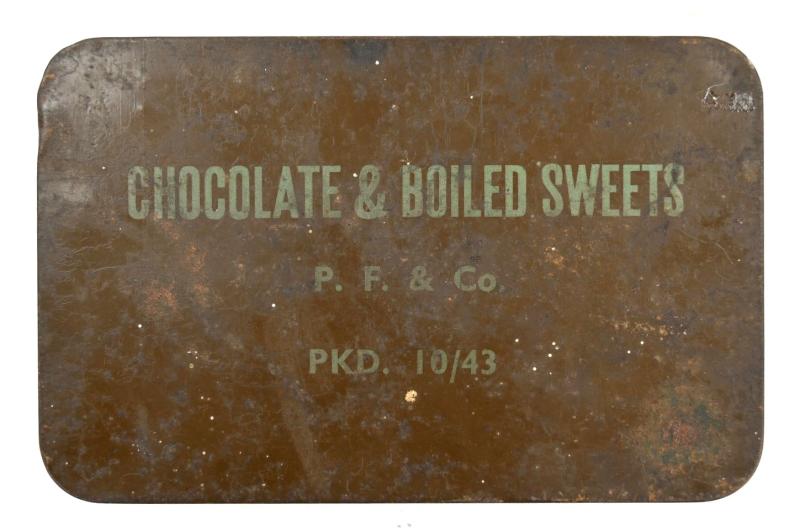 CHOCOLATE & BOILED SWEETS
P. F. & Co.
PKD. 10/43